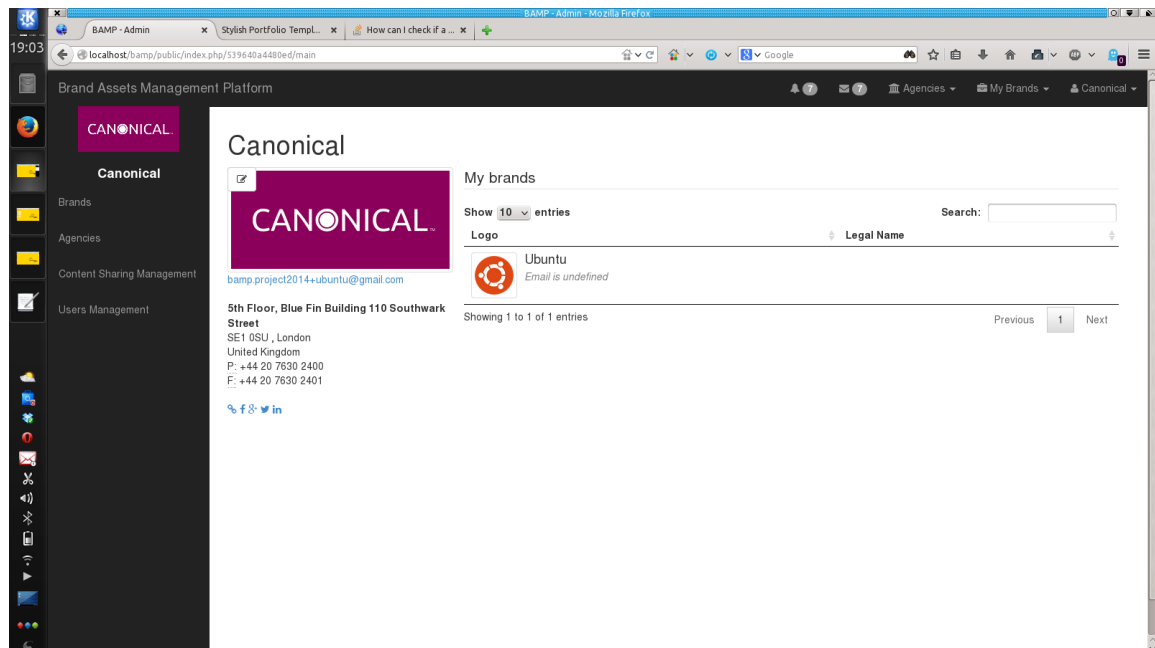 BAMP - Admin - Mozilla Firefox
19:03
BAMP - Admin
Stylish Portfolio Templ...
How can I check if a ...
localhost/bamp/public/index.php/539640a4480ed/main
Google
0
Brand Assets Management Platform
7
7
Agencies
My Brands
Canonical
CANONICAL
Canonical
Brands
Agencies
Content Sharing Management
Users Management
Canonical
CANONICAL™
bamp.project2014+ubuntu@gmail.com
5th Floor, Blue Fin Building 110 Southwark
Street
SE1 0SU , London
United Kingdom
P: +44 20 7630 2400
F: +44 20 7630 2401
My brands
Show 10 entries
Search:
Logo
Legal Name
Ubuntu
Email is undefined
Showing 1 to 1 of 1 entries
Previous 1 Next